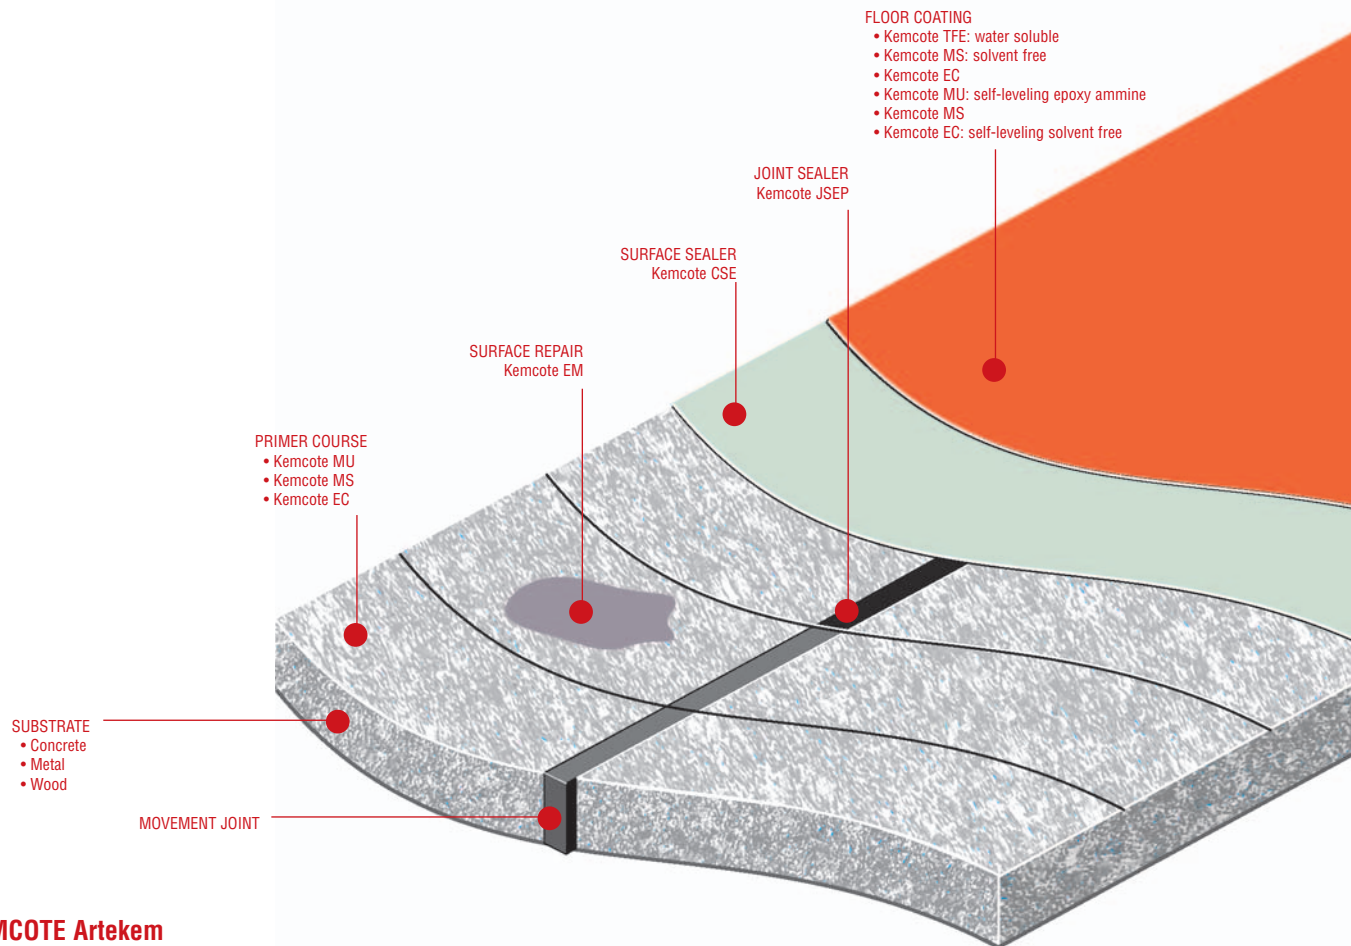 FLOOR COATING
• Kemcote TFE: water soluble
• Kemcote MS: solvent free
• Kemcote EC
• Kemcote MU: self-leveling epoxy ammine
• Kemcote MS
• Kemcote EC: self-leveling solvent free
JOINT SEALER
Kemcote JSEP
SURFACE SEALER
Kemcote CSE
SURFACE REPAIR
Kemcote EM
PRIMER COURSE
• Kemcote MU
• Kemcote MS
• Kemcote EC
SUBSTRATE
• Concrete
• Metal
• Wood
MOVEMENT JOINT
MCOTE Artekem